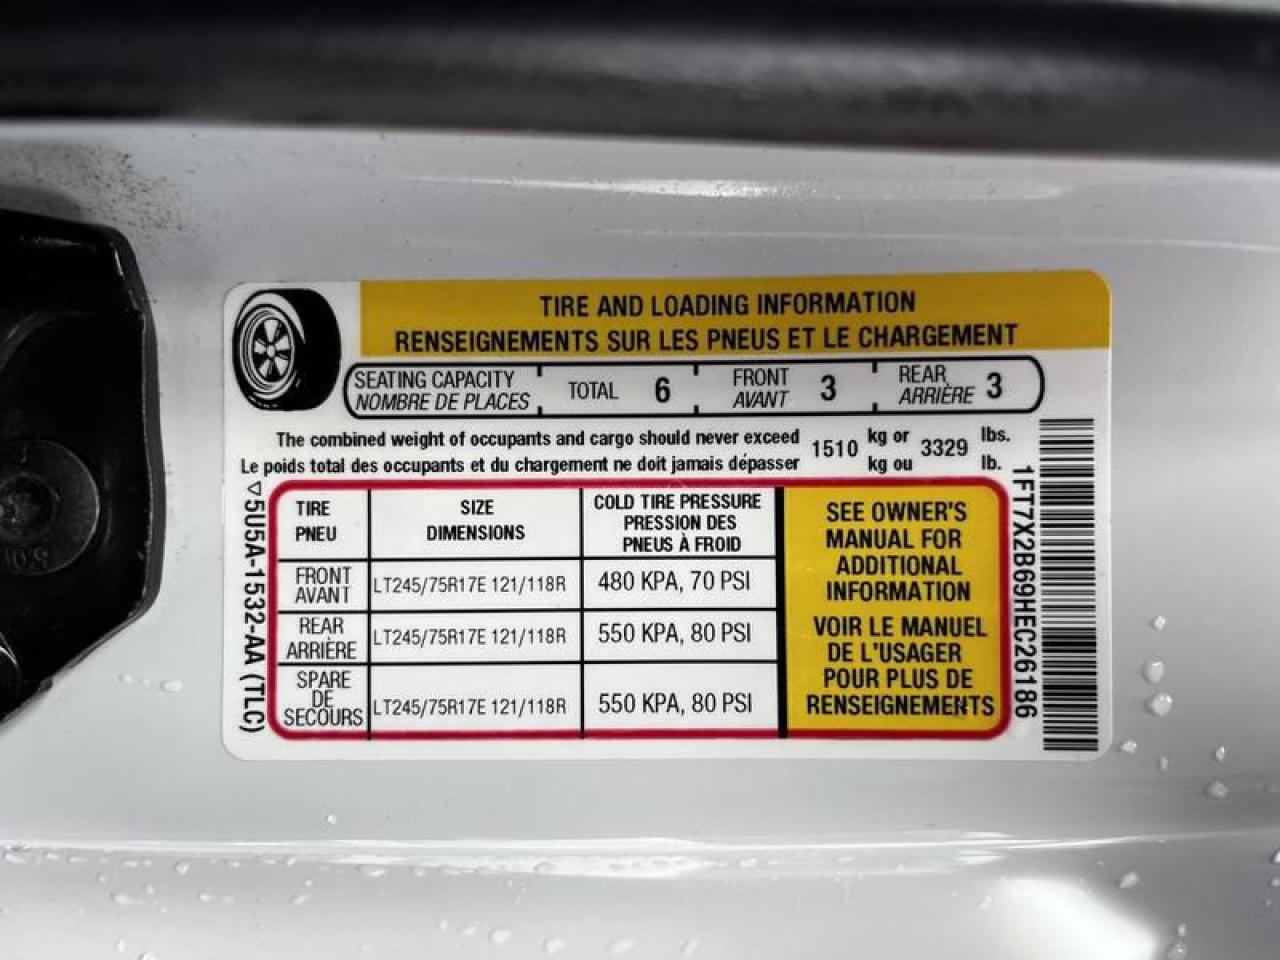 TIRE AND LOADING INFORMATION
RENSEIGNEMENTS SUR LES PNEUS ET LE CHARGEMENT
SEATING CAPACITY
NOMBRE DE PLACES
TOTAL 6
FRONT
AVANT 3
REAR
ARRIÈRE 3
The combined weight of occupants and cargo should never exceed 1510 kg or 3329 lbs.
Le poids total des occupants et du chargement ne doit jamais dépasser kg ou lb.
TIRE
PNEU
SIZE
DIMENSIONS
COLD TIRE PRESSURE
PRESSION DES
PNEUS À FROID
FRONT
AVANT
LT245/75R17E 121/118R
480 KPA, 70 PSI
REAR
ARRIÈRE
LT245/75R17E 121/118R
550 KPA, 80 PSI
SPARE
DE
SECOURS
LT245/75R17E 121/118R
550 KPA, 80 PSI
SEE OWNER'S
MANUAL FOR
ADDITIONAL
INFORMATION
VOIR LE MANUEL
DE L'USAGER
POUR PLUS DE
RENSEIGNEMENTS
5U5A-1532-AA (TLC)
1FT7X2B69HEC26186